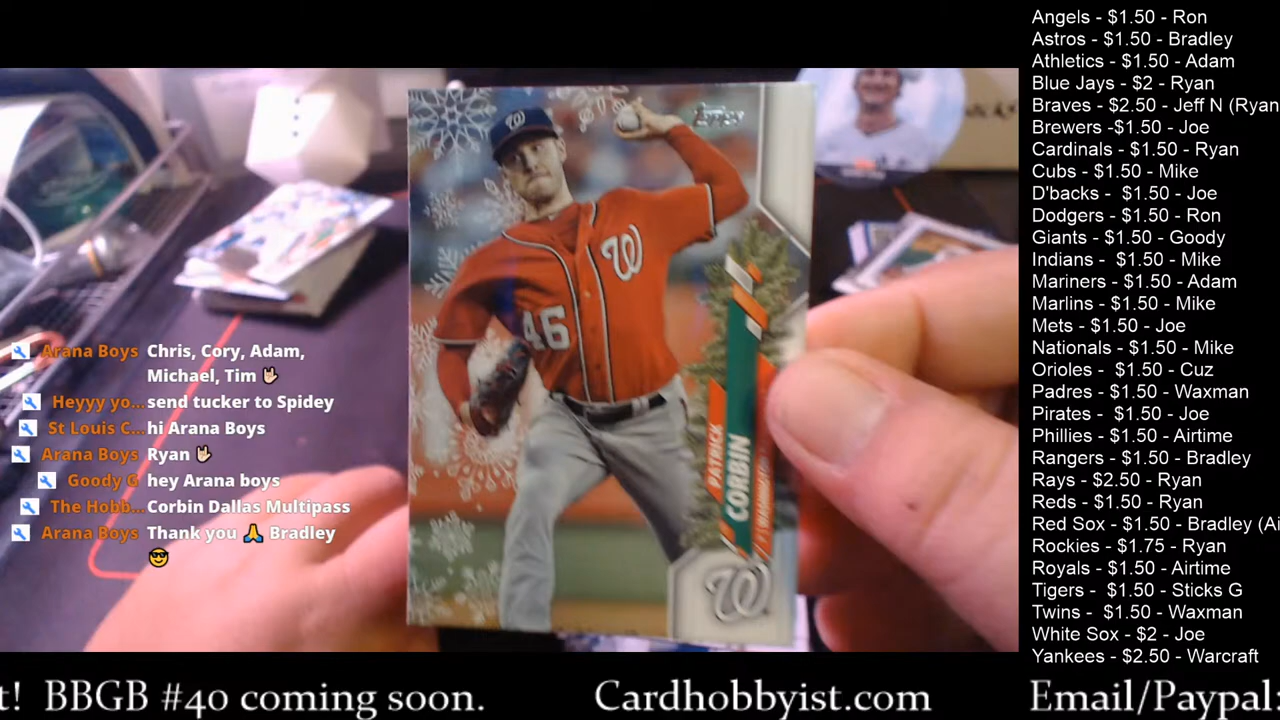 Angels - $1.50 - Ron
Astros - $1.50 - Bradley
Athletics - $1.50 - Adam
Blue Jays - $2 - Ryan
Braves - $2.50 - Jeff N (Ryan
Brewers -$1.50 - Joe
Cardinals - $1.50 - Ryan
Cubs - $1.50 - Mike
D'backs - $1.50 - Joe
Dodgers - $1.50 - Ron
Giants - $1.50 - Goody
Indians - $1.50 - Mike
Mariners - $1.50 - Adam
Marlins - $1.50 - Mike
Mets - $1.50 - Joe
Nationals - $1.50 - Mike
Orioles - $1.50 - Cuz
Padres - $1.50 - Waxman
Pirates - $1.50 - Joe
Phillies - $1.50 - Airtime
Rangers - $1.50 - Bradley
Rays - $2.50 - Ryan
Reds - $1.50 - Ryan
Red Sox - $1.50 - Bradley (Ai
Rockies - $1.75 - Ryan
Royals - $1.50 - Airtime
Tigers - $1.50 - Sticks G
Twins - $1.50 - Waxman
White Sox - $2 - Joe
Yankees - $2.50 - Warcraft
Topps
W
W
46
PATRICK
CORBIN
W
Arana Boys Chris, Cory, Adam,
Michael, Tim 🤘🏻
Heyyy yo... send tucker to Spidey
St Louis C... hi Arana Boys
Arana Boys Ryan 🤘🏻
Goody G hey Arana boys
The Hobb... Corbin Dallas Multipass
Arana Boys Thank you 🙏 Bradley
😎
t! BBGB #40 coming soon. Cardhobbyist.com Email/Paypal: